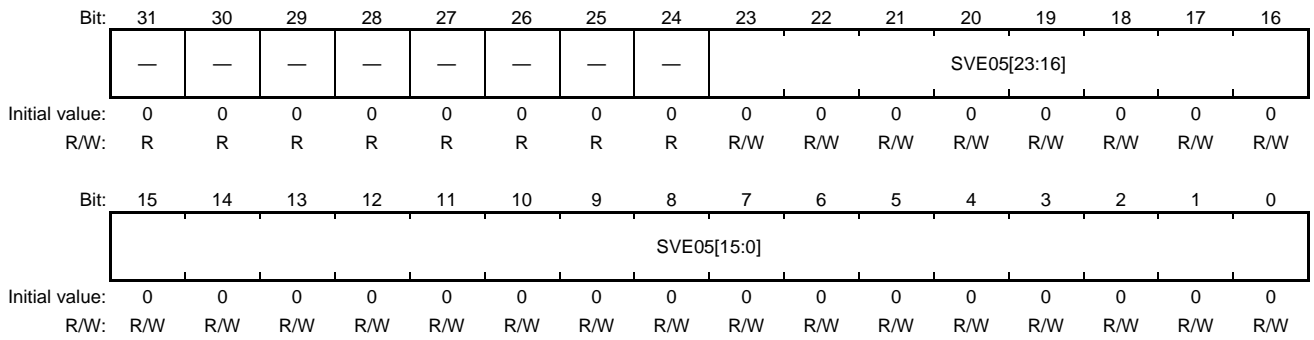 Bit: 31 30 29 28 27 26 25 24 23 22 21 20 19 18 17 16
— — — — — — — — SVE05[23:16]
Initial value: 0 0 0 0 0 0 0 0 0 0 0 0 0 0 0 0
R/W: R R R R R R R R R/W R/W R/W R/W R/W R/W R/W R/W
Bit: 15 14 13 12 11 10 9 8 7 6 5 4 3 2 1 0
SVE05[15:0]
Initial value: 0 0 0 0 0 0 0 0 0 0 0 0 0 0 0 0
R/W: R/W R/W R/W R/W R/W R/W R/W R/W R/W R/W R/W R/W R/W R/W R/W R/W